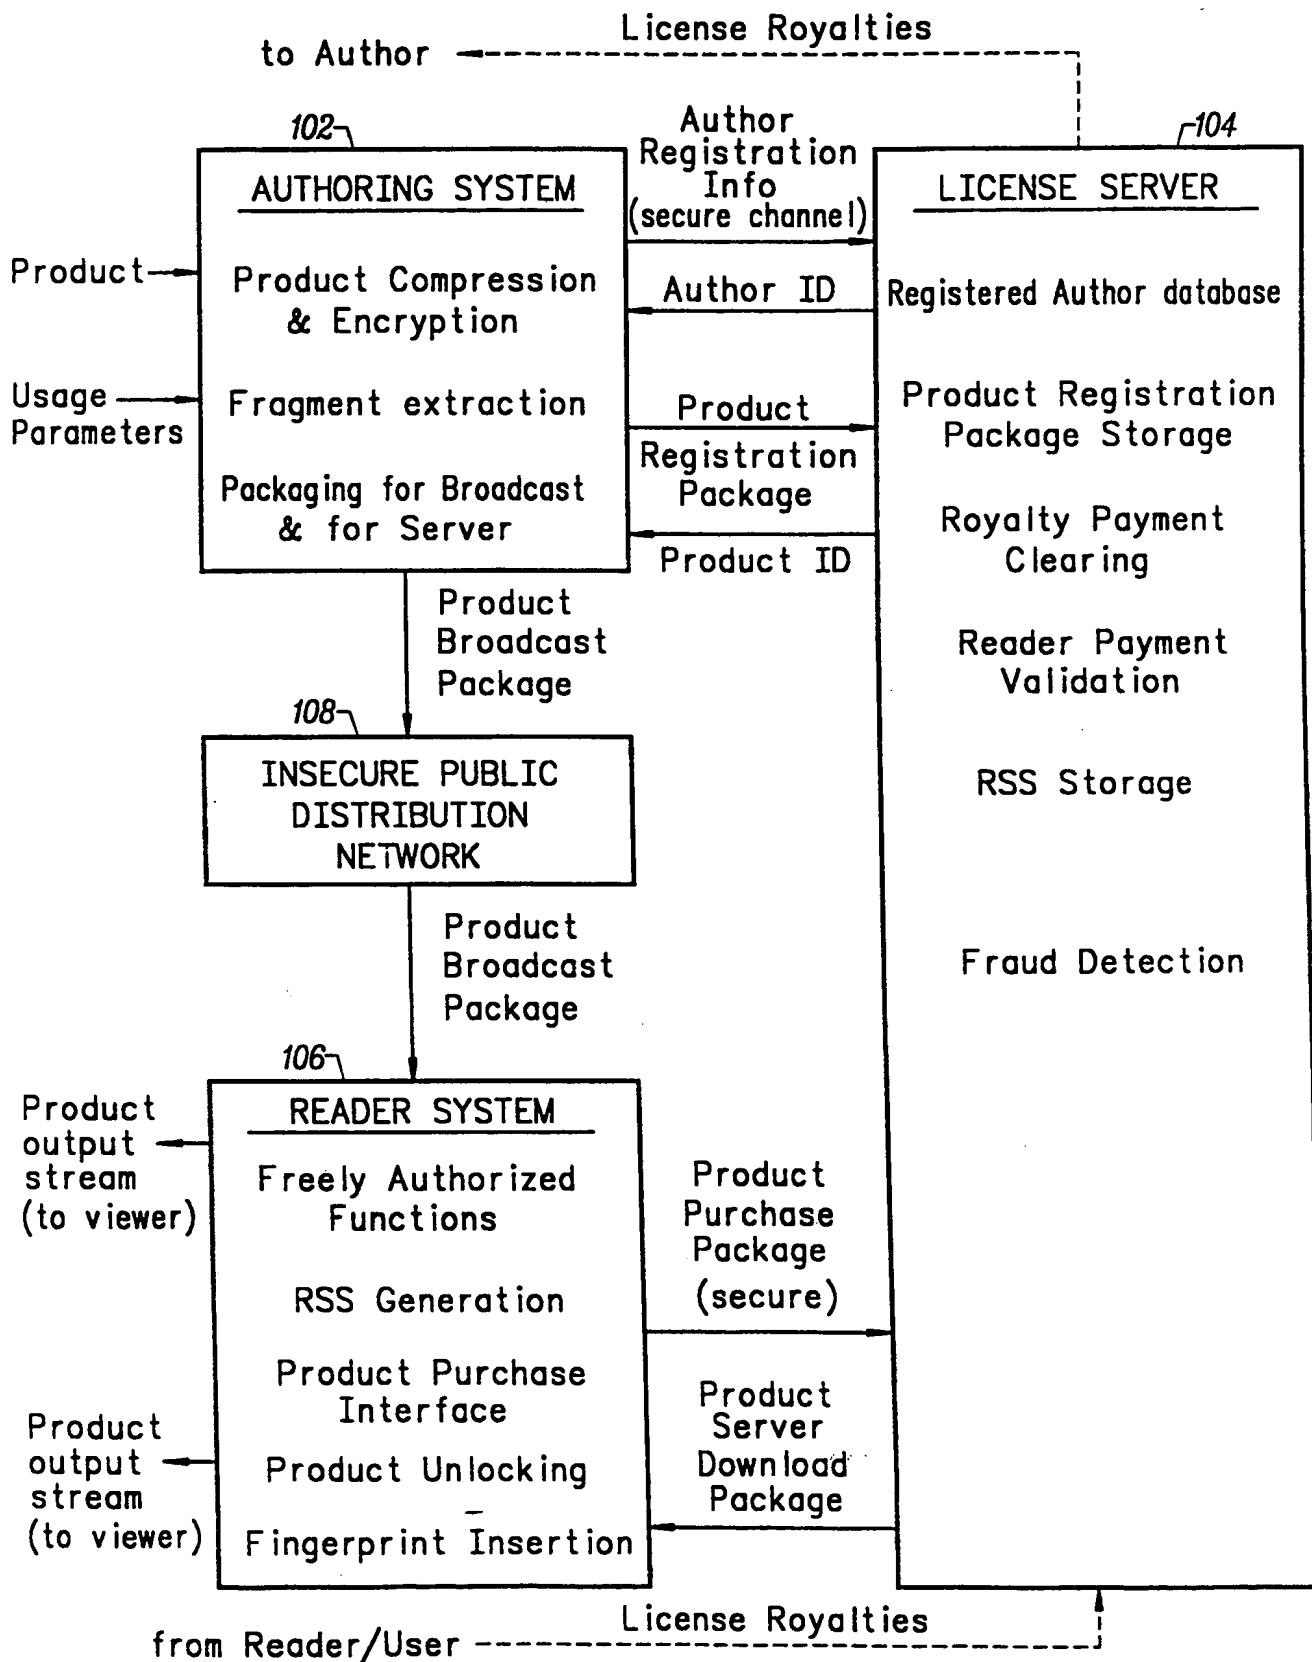 License Royalties
to Author
102
Author
Registration
Info
(secure channel)
104
AUTHORING SYSTEM
LICENSE SERVER
Product
Product Compression
& Encryption
Author ID
Registered Author database
Usage
Parameters
Fragment extraction
Product
Registration
Package
Product Registration
Package Storage
Packaging for Broadcast
& for Server
Product ID
Royalty Payment
Clearing
Product
Broadcast
Package
Reader Payment
Validation
108
INSECURE PUBLIC
DISTRIBUTION
NETWORK
RSS Storage
Product
Broadcast
Package
Fraud Detection
106
READER SYSTEM
Product
output
stream
(to viewer)
Freely Authorized
Functions
Product
Purchase
Package
(secure)
RSS Generation
Product Purchase
Interface
Product
Server
Download
Package
Product
output
stream
(to viewer)
Product Unlocking
Fingerprint Insertion
License Royalties
from Reader/User